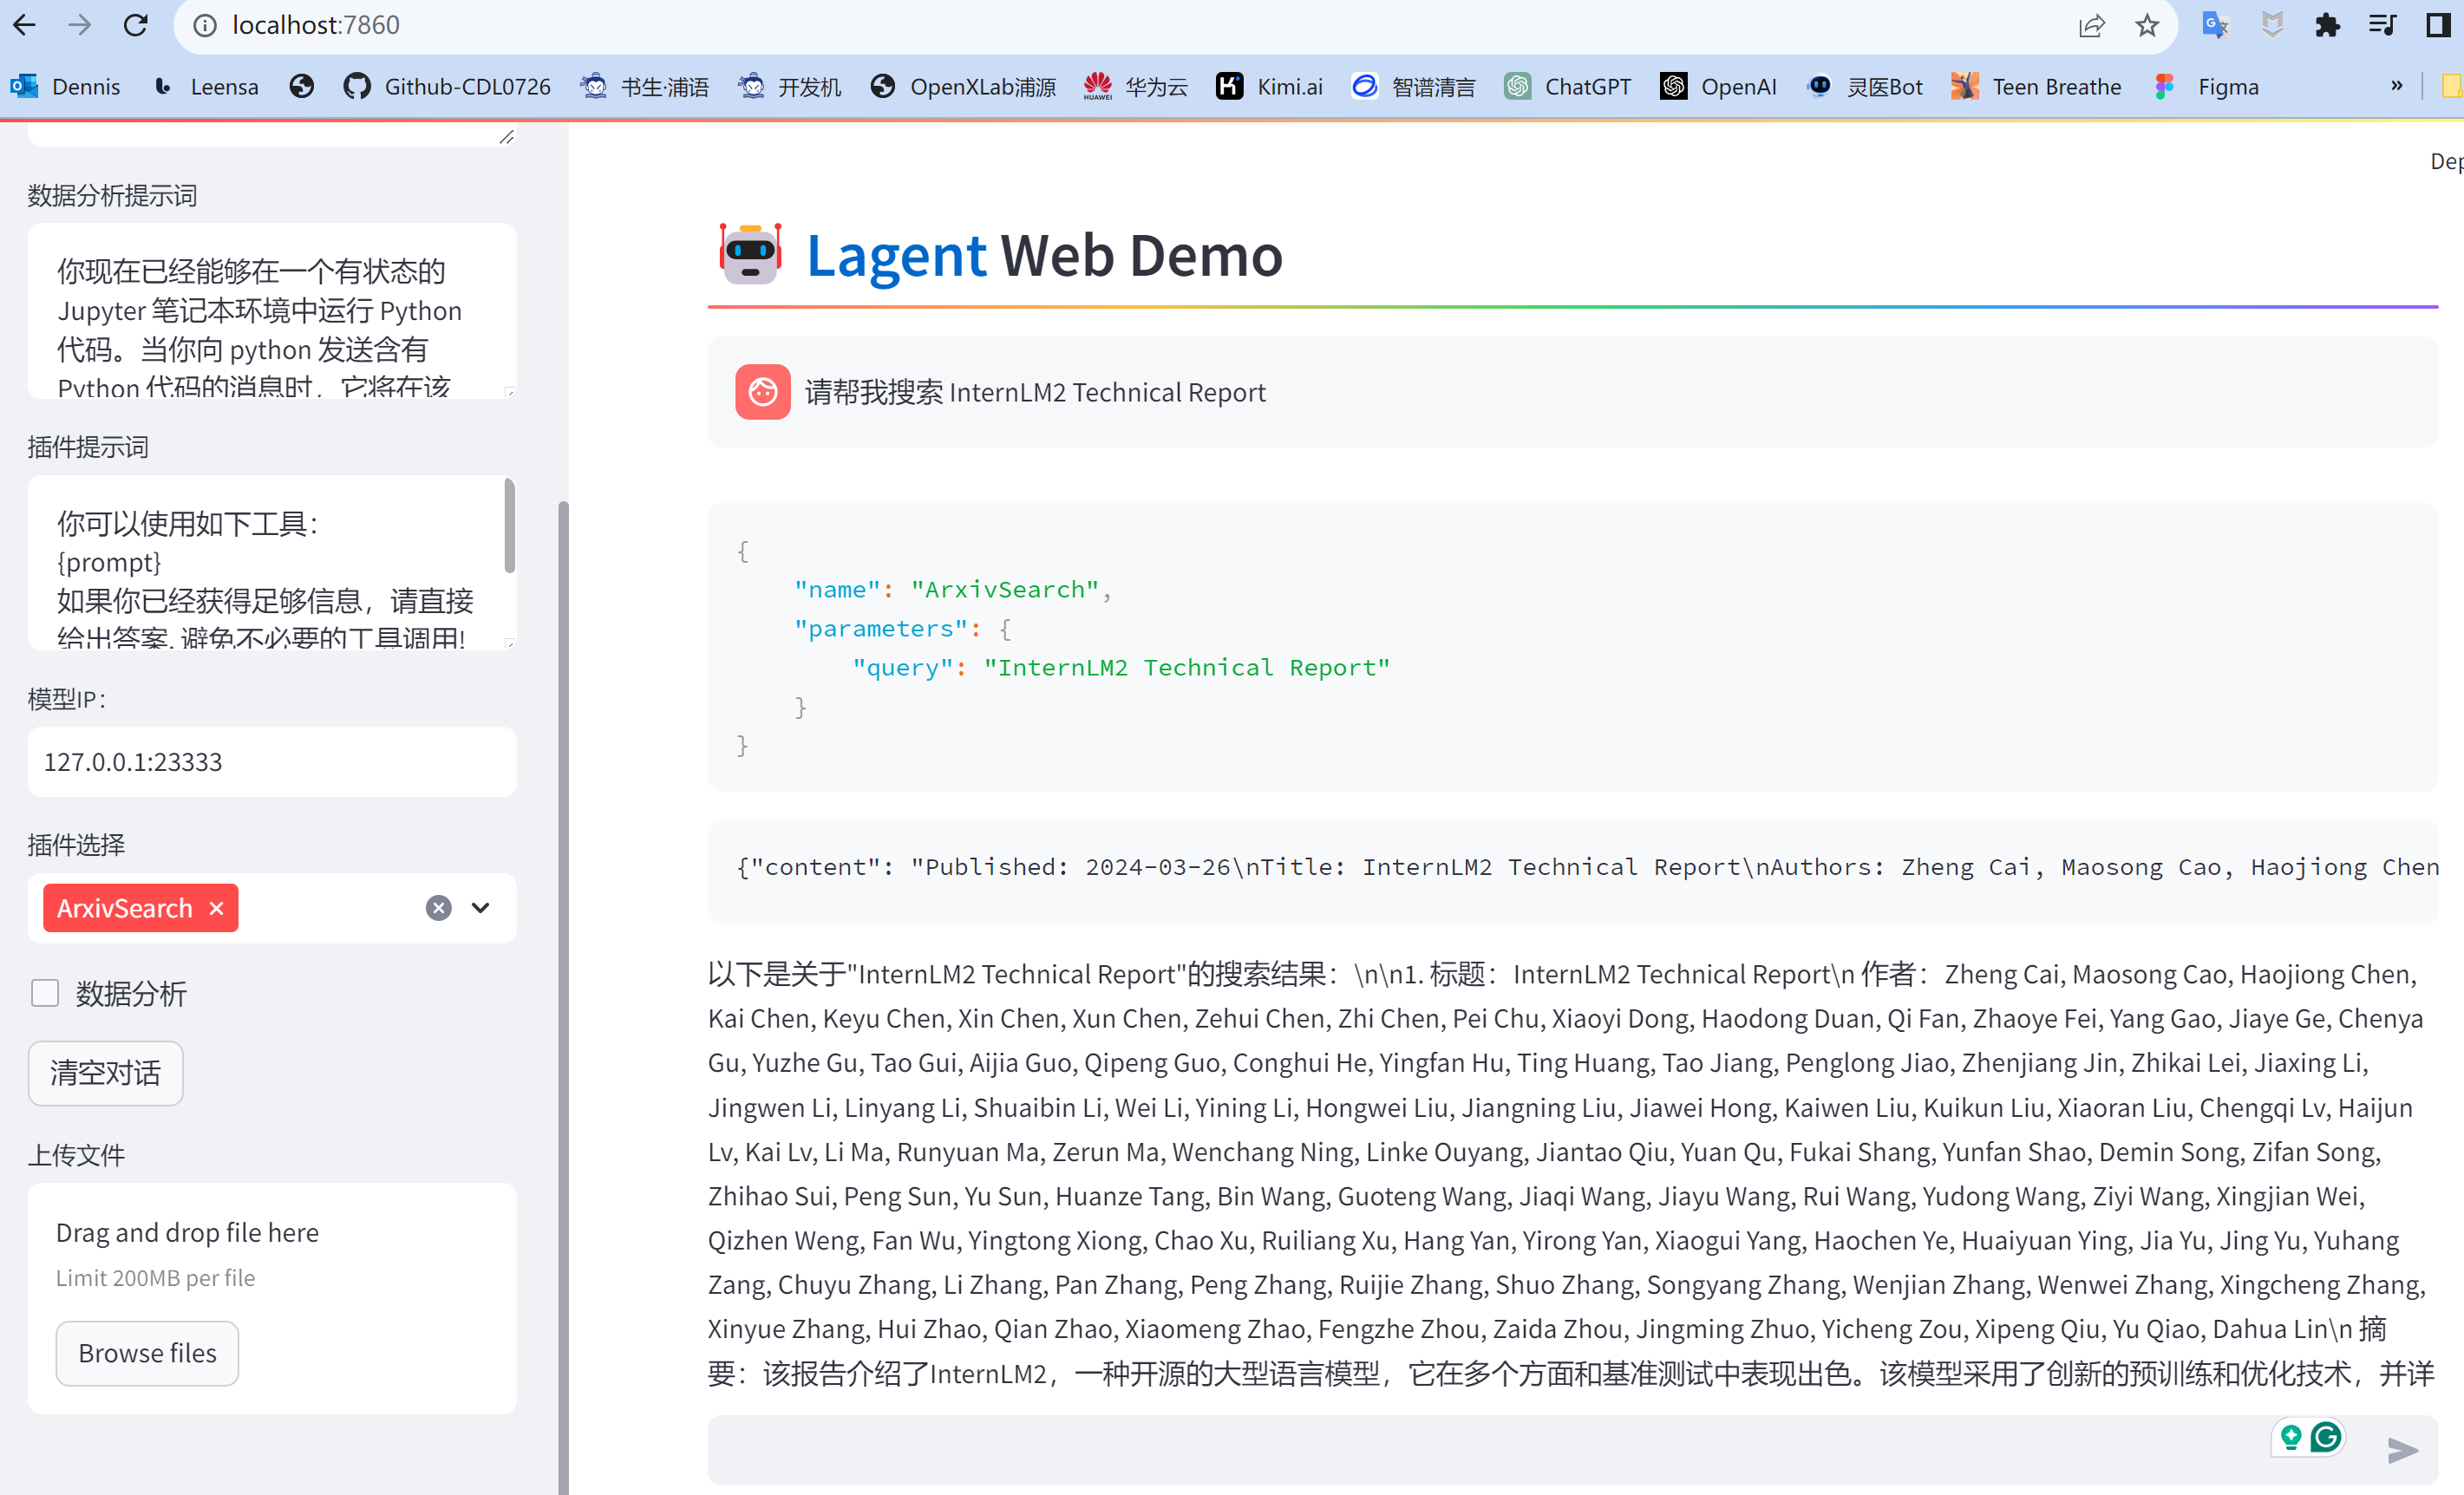 localhost:7860
Dennis Leensa Github-CDL0726 书生·浦语 开发机 OpenXLab浦源 HUAWEI 华为云 Kimi.ai 智谱清言 ChatGPT OpenAI 灵医Bot Teen Breathe Figma »
数据分析提示词
你现在已经能够在一个有状态的
Jupyter 笔记本环境中运行 Python
代码。当你向 python 发送含有
Python 代码的消息时，它将在该
插件提示词
你可以使用如下工具：
{prompt}
如果你已经获得足够信息，请直接
给出答案. 避免不必要的工具调用!
模型IP：
127.0.0.1:23333
插件选择
ArxivSearch ×
数据分析
清空对话
上传文件
Drag and drop file here
Limit 200MB per file
Browse files
Dep
Lagent Web Demo
请帮我搜索 InternLM2 Technical Report
{
"name": "ArxivSearch",
"parameters": {
"query": "InternLM2 Technical Report"
}
}
{"content": "Published: 2024-03-26\nTitle: InternLM2 Technical Report\nAuthors: Zheng Cai, Maosong Cao, Haojiong Chen
以下是关于"InternLM2 Technical Report"的搜索结果：\n\n1. 标题：InternLM2 Technical Report\n 作者：Zheng Cai, Maosong Cao, Haojiong Chen,
Kai Chen, Keyu Chen, Xin Chen, Xun Chen, Zehui Chen, Zhi Chen, Pei Chu, Xiaoyi Dong, Haodong Duan, Qi Fan, Zhaoye Fei, Yang Gao, Jiaye Ge, Chenya
Gu, Yuzhe Gu, Tao Gui, Aijia Guo, Qipeng Guo, Conghui He, Yingfan Hu, Ting Huang, Tao Jiang, Penglong Jiao, Zhenjiang Jin, Zhikai Lei, Jiaxing Li,
Jingwen Li, Linyang Li, Shuaibin Li, Wei Li, Yining Li, Hongwei Liu, Jiangning Liu, Jiawei Hong, Kaiwen Liu, Kuikun Liu, Xiaoran Liu, Chengqi Lv, Haijun
Lv, Kai Lv, Li Ma, Runyuan Ma, Zerun Ma, Wenchang Ning, Linke Ouyang, Jiantao Qiu, Yuan Qu, Fukai Shang, Yunfan Shao, Demin Song, Zifan Song,
Zhihao Sui, Peng Sun, Yu Sun, Huanze Tang, Bin Wang, Guoteng Wang, Jiaqi Wang, Jiayu Wang, Rui Wang, Yudong Wang, Ziyi Wang, Xingjian Wei,
Qizhen Weng, Fan Wu, Yingtong Xiong, Chao Xu, Ruiliang Xu, Hang Yan, Yirong Yan, Xiaogui Yang, Haochen Ye, Huaiyuan Ying, Jia Yu, Jing Yu, Yuhang
Zang, Chuyu Zhang, Li Zhang, Pan Zhang, Peng Zhang, Ruijie Zhang, Shuo Zhang, Songyang Zhang, Wenjian Zhang, Wenwei Zhang, Xingcheng Zhang,
Xinyue Zhang, Hui Zhao, Qian Zhao, Xiaomeng Zhao, Fengzhe Zhou, Zaida Zhou, Jingming Zhuo, Yicheng Zou, Xipeng Qiu, Yu Qiao, Dahua Lin\n 摘
要：该报告介绍了InternLM2，一种开源的大型语言模型，它在多个方面和基准测试中表现出色。该模型采用了创新的预训练和优化技术，并详